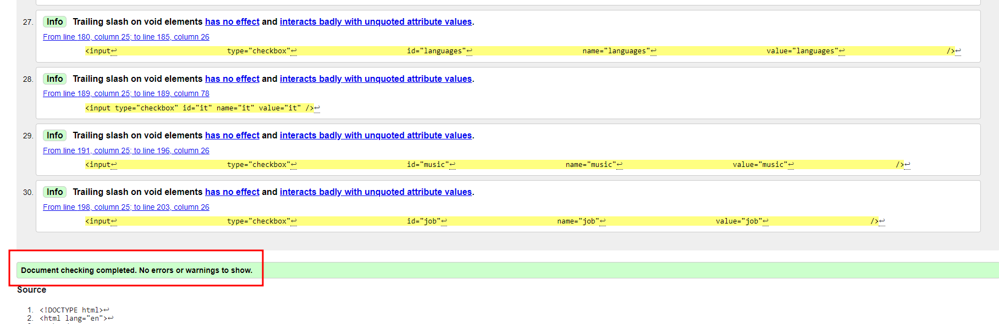 27. Info Trailing slash on void elements has no effect and interacts badly with unquoted attribute values.
From line 180, column 25; to line 185, column 26
<input↩ type="checkbox"↩ id="languages"↩ name="languages"↩ value="languages"↩ />↩
28. Info Trailing slash on void elements has no effect and interacts badly with unquoted attribute values.
From line 189, column 25; to line 189, column 78
<input type="checkbox" id="it" name="it" value="it" />↩
29. Info Trailing slash on void elements has no effect and interacts badly with unquoted attribute values.
From line 191, column 25; to line 196, column 26
<input↩ type="checkbox"↩ id="music"↩ name="music"↩ value="music"↩ />↩
30. Info Trailing slash on void elements has no effect and interacts badly with unquoted attribute values.
From line 198, column 25; to line 203, column 26
<input↩ type="checkbox"↩ id="job"↩ name="job"↩ value="job"↩ />↩
Document checking completed. No errors or warnings to show.
Source
1. <!DOCTYPE html>↩
2. <html lang="en">↩